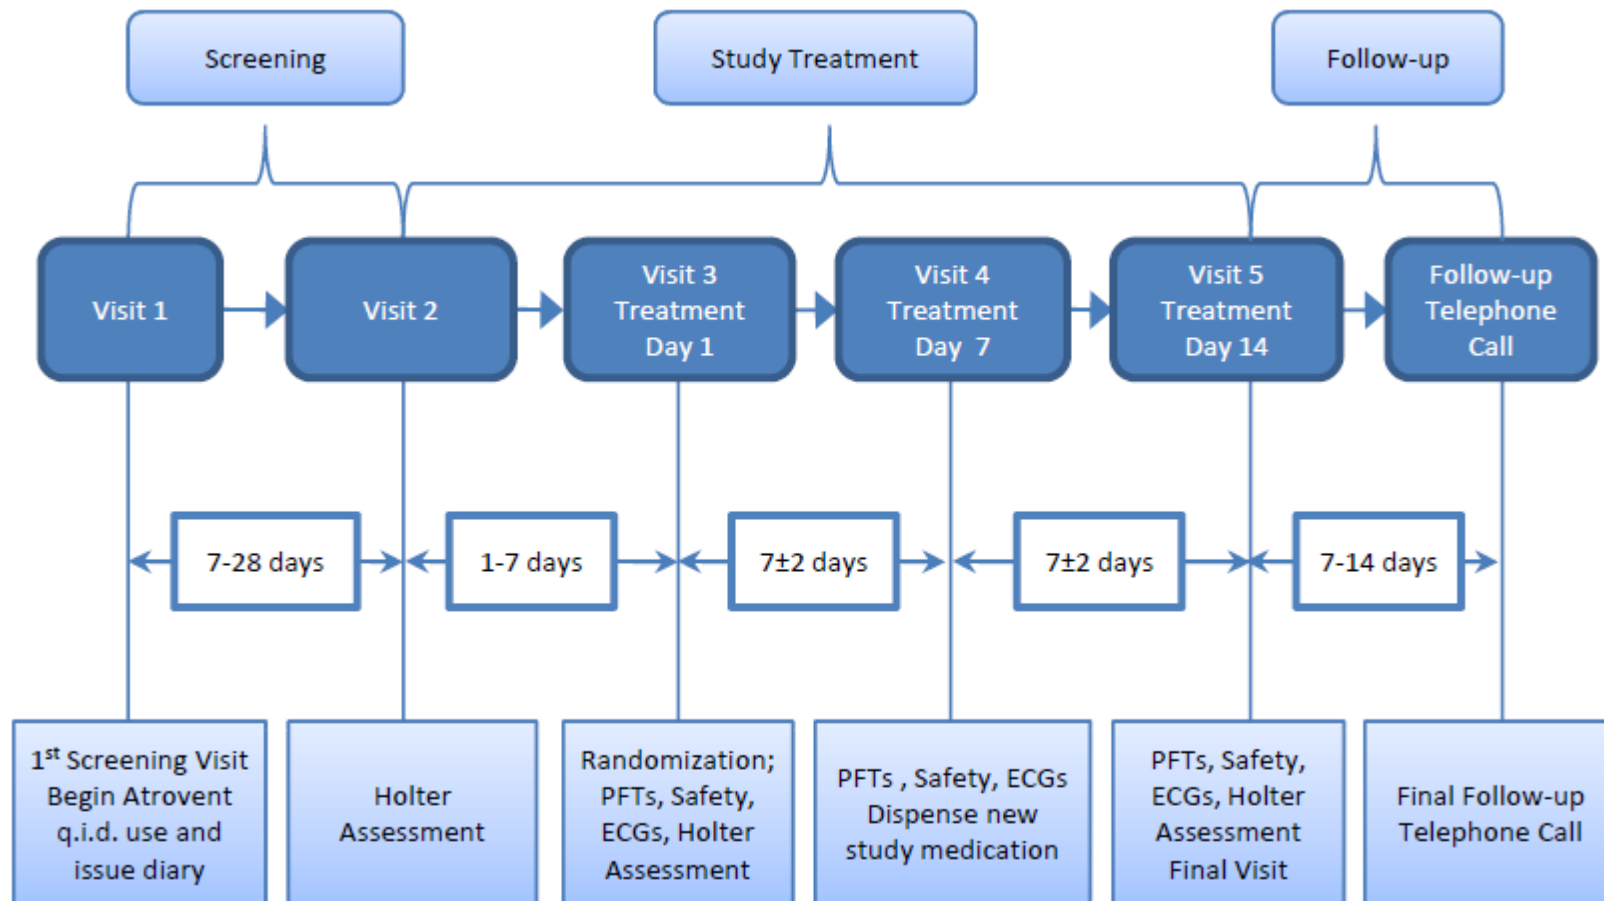 Screening
Study Treatment
Follow-up
Visit 1
Visit 2
Visit 3
Treatment
Day 1
Visit 4
Treatment
Day  7
Visit 5
Treatment
Day 14
Follow-up
Telephone
Call
7-28 days
1-7 days
7±2 days
7±2 days
7-14 days
1st Screening Visit
Begin Atrovent
q.i.d. use and
issue diary
Holter
Assessment
Randomization;
PFTs, Safety,
ECGs, Holter
Assessment
PFTs , Safety, ECGs
Dispense new
study medication
PFTs, Safety,
ECGs, Holter
Assessment
Final Visit
Final Follow-up
Telephone Call